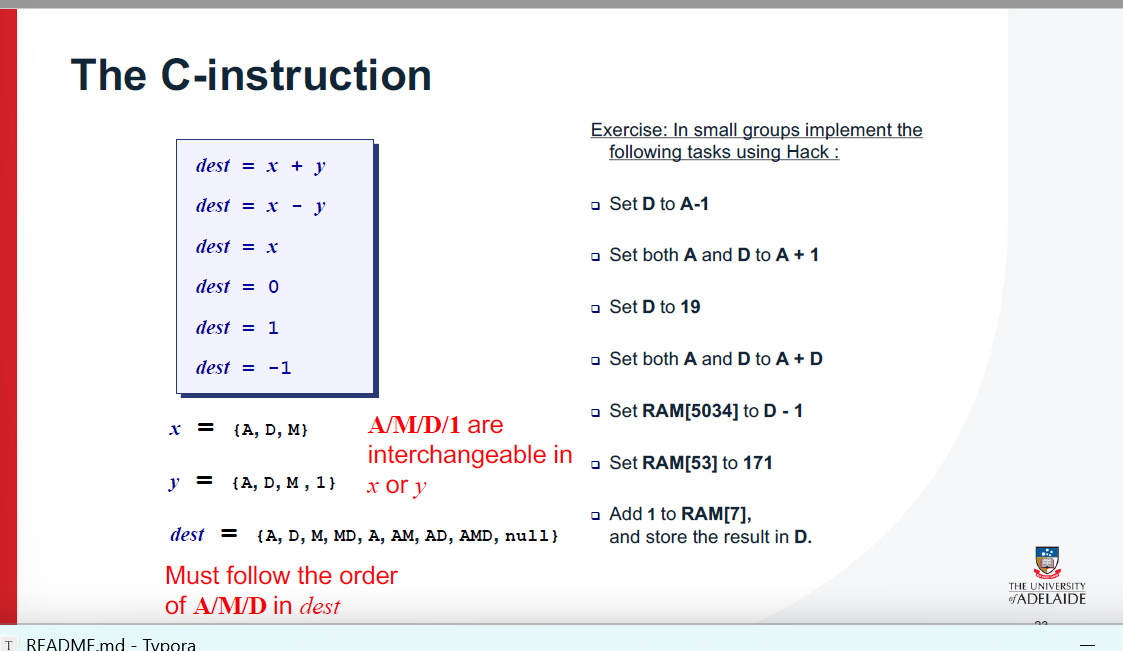 The C-instruction
dest = x + y
dest = x - y
dest = x
dest = 0
dest = 1
dest = -1
x = {A, D, M}
y = {A, D, M , 1}
dest = {A, D, M, MD, A, AM, AD, AMD, null}
A/M/D/1 are
interchangeable in
x or y
Must follow the order
of A/M/D in dest
Exercise: In small groups implement the
following tasks using Hack :
Set D to A-1
Set both A and D to A + 1
Set D to 19
Set both A and D to A + D
Set RAM[5034] to D - 1
Set RAM[53] to 171
Add 1 to RAM[7],
and store the result in D.
THE UNIVERSITY
of ADELAIDE
T README.md - Typora